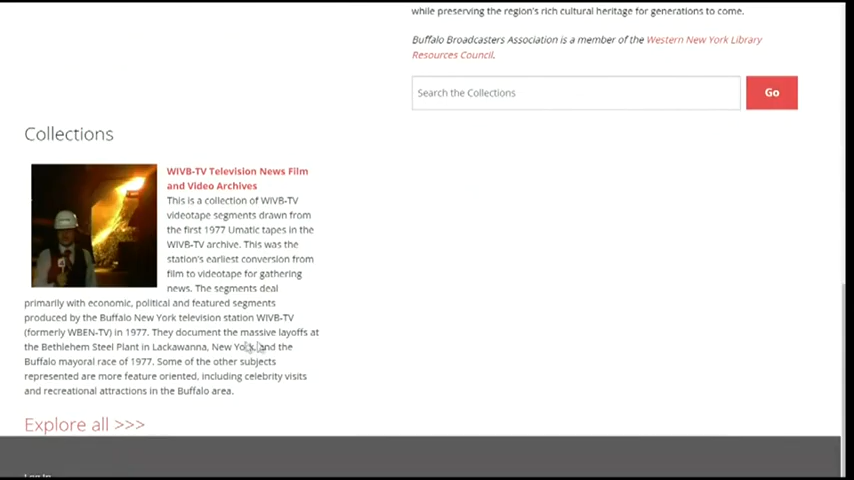 while preserving the region's rich cultural heritage for generations to come.
Buffalo Broadcasters Association is a member of the Western New York Library
Resources Council.
Search the Collections
Go
Collections
WIVB-TV Television News Film
and Video Archives
This is a collection of WIVB-TV
videotape segments drawn from
the first 1977 Umatic tapes in the
WIVB-TV archive. This was the
station's earliest conversion from
film to videotape for gathering
news. The segments deal
primarily with economic, political and featured segments
produced by the Buffalo New York television station WIVB-TV
(formerly WBEN-TV) in 1977. They document the massive layoffs at
the Bethlehem Steel Plant in Lackawanna, New York and the
Buffalo mayoral race of 1977. Some of the other subjects
represented are more feature oriented, including celebrity visits
and recreational attractions in the Buffalo area.
Explore all >>>